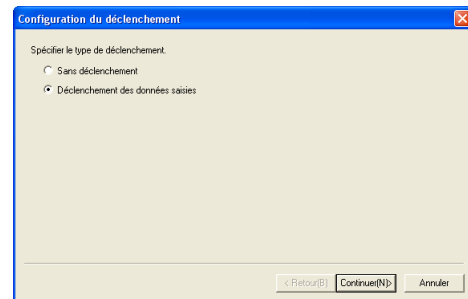 Configuration du déclenchement
Spécifier le type de déclenchement.
Sans déclenchement
Déclenchement des données saisies
< Retour(B) Continuer(N)> Annuler